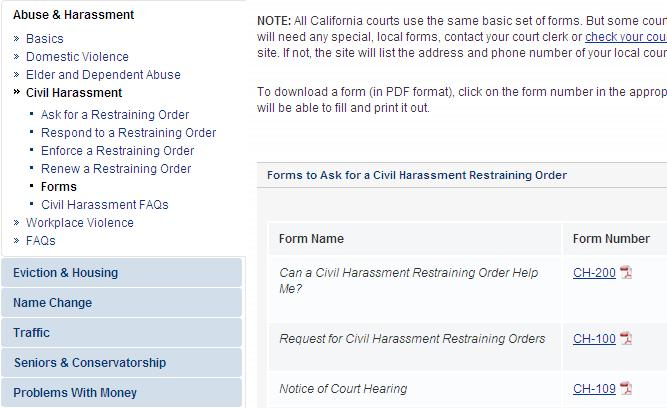 Abuse & Harassment
» Basics
» Domestic Violence
» Elder and Dependent Abuse
» Civil Harassment
▪ Ask for a Restraining Order
▪ Respond to a Restraining Order
▪ Enforce a Restraining Order
▪ Renew a Restraining Order
▪ Forms
▪ Civil Harassment FAQs
» Workplace Violence
» FAQs
Eviction & Housing
Name Change
Traffic
Seniors & Conservatorship
Problems With Money
NOTE: All California courts use the same basic set of forms. But some cour
will need any special, local forms, contact your court clerk or check your cou
site. If not, the site will list the address and phone number of your local cour
To download a form (in PDF format), click on the form number in the approp
will be able to fill and print it out.
Forms to Ask for a Civil Harassment Restraining Order
Form Name Form Number
Can a Civil Harassment Restraining Order Help CH-200
Me?
Request for Civil Harassment Restraining Orders CH-100
Notice of Court Hearing CH-109